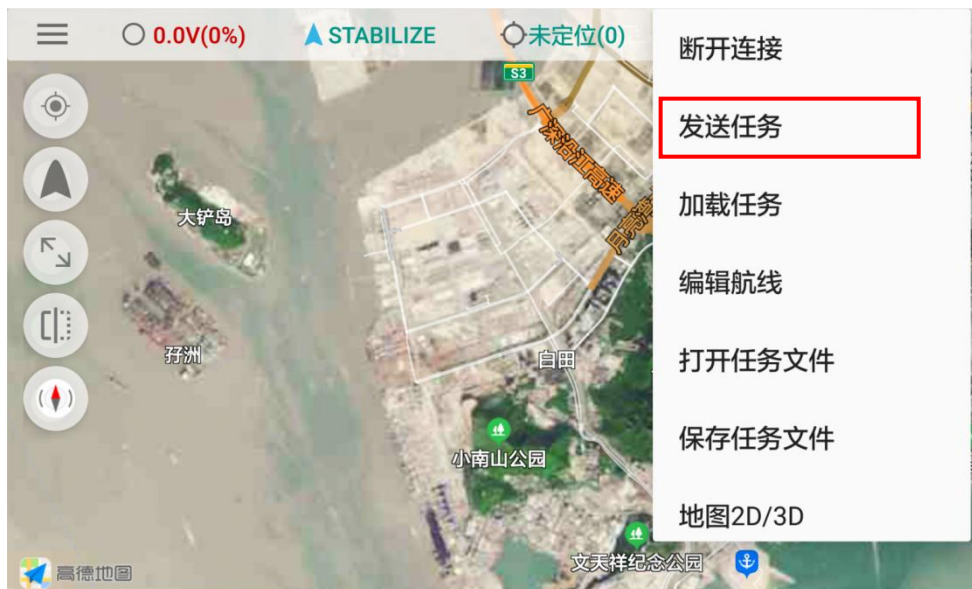 0.0V(0%)
STABILIZE
未定位(0)
断开连接
发送任务
加载任务
编辑航线
打开任务文件
保存任务文件
地图2D/3D
S3
广深沿江高速
大铲岛
孖洲
白田
小南山公园
文天祥纪念公园
高德地图